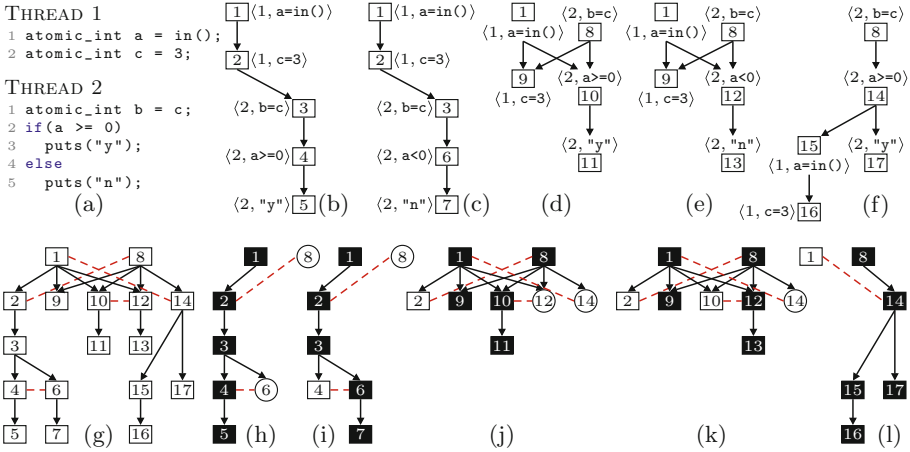 THREAD 1
1 atomic_int a = in();
2 atomic_int c = 3;
THREAD 2
1 atomic_int b = c;
2 if(a >= 0)
3 puts("y");
4 else
5 puts("n");
(a)
1 ⟨1, a=in()⟩
2 ⟨1, c=3⟩
⟨2, b=c⟩ 3
⟨2, a>=0⟩ 4
⟨2, "y"⟩ 5
(b)
1 ⟨1, a=in()⟩
2 ⟨1, c=3⟩
⟨2, b=c⟩ 3
⟨2, a<0⟩ 6
⟨2, "n"⟩ 7
(c)
1 ⟨2, b=c⟩
⟨1, a=in()⟩ 8
9 ⟨2, a>=0⟩
⟨1, c=3⟩ 10
⟨2, "y"⟩
11
(d)
1 ⟨2, b=c⟩
⟨1, a=in()⟩ 8
9 ⟨2, a<0⟩
⟨1, c=3⟩ 12
⟨2, "n"⟩
13
(e)
⟨2, b=c⟩
8
⟨2, a>=0⟩
14
15 ⟨2, "y"⟩
⟨1, a=in()⟩ 17
⟨1, c=3⟩ 16
(f)
1 8
2 9 10 12 14
3 11 13
4 6 15 17
5 7 16
(g)
1 8
2
3
4 6
5
(h)
1 8
2
3
4 6
7
(i)
1 8
2 9 10 12 14
11
(j)
1 8
2 9 10 12 14
13
(k)
1 8
14
15 17
16
(l)